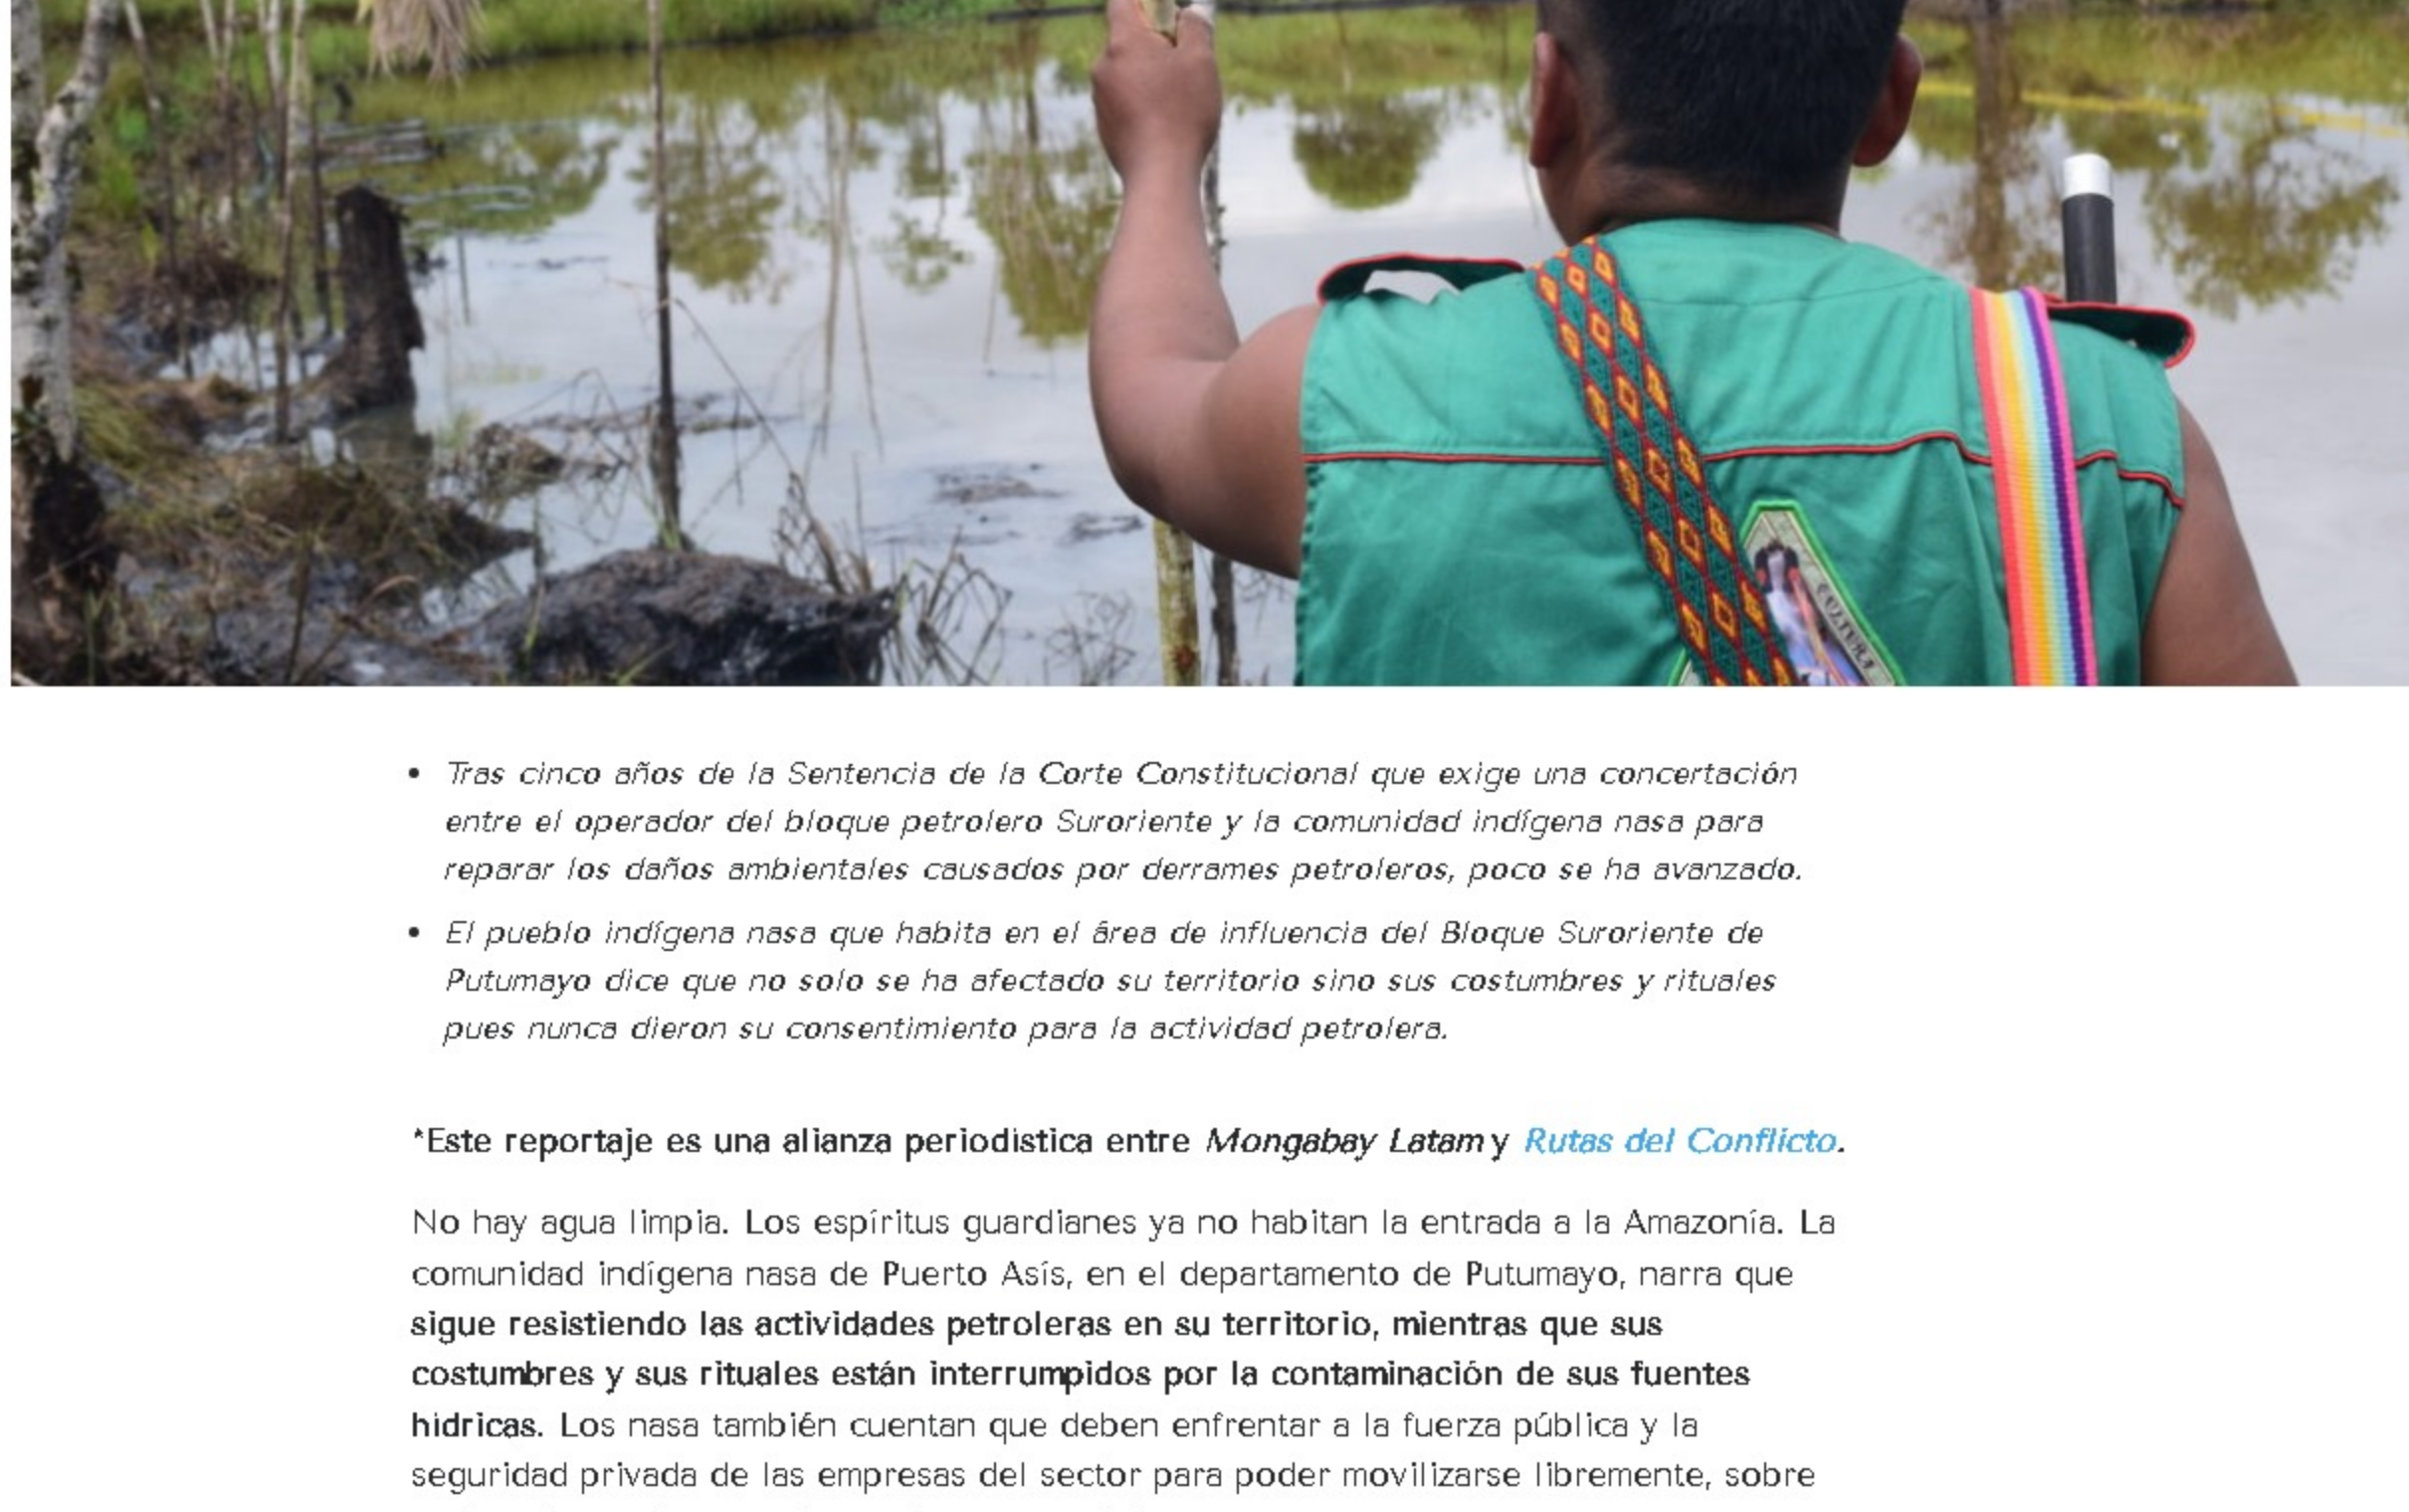 CULTURA
Tras cinco años de la Sentencia de la Corte Constitucional que exige una concertación
entre el operador del bloque petrolero Suroriente y la comunidad indígena nasa para
reparar los daños ambientales causados por derrames petroleros, poco se ha avanzado.
El pueblo indígena nasa que habita en el área de influencia del Bloque Suroriente de
Putumayo dice que no solo se ha afectado su territorio sino sus costumbres y rituales
pues nunca dieron su consentimiento para la actividad petrolera.
*Este reportaje es una alianza periodística entre Mongabay Latam y Rutas del Conflicto.
No hay agua limpia. Los espíritus guardianes ya no habitan la entrada a la Amazonía. La
comunidad indígena nasa de Puerto Asís, en el departamento de Putumayo, narra que
sigue resistiendo las actividades petroleras en su territorio, mientras que sus
costumbres y sus rituales están interrumpidos por la contaminación de sus fuentes
hídricas. Los nasa también cuentan que deben enfrentar a la fuerza pública y la
seguridad privada de las empresas del sector para poder movilizarse libremente, sobre